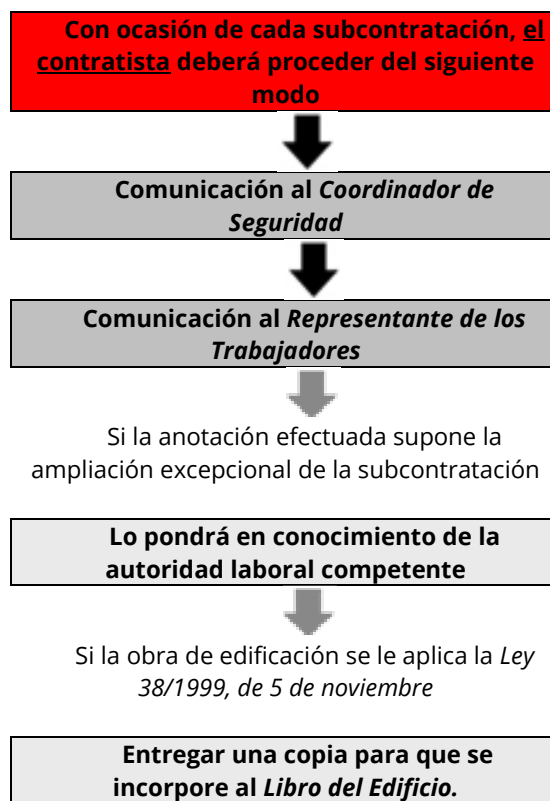 Con ocasión de cada subcontratación, el
contratista deberá proceder del siguiente
modo
Comunicación al Coordinador de
Seguridad
Comunicación al Representante de los
Trabajadores
Si la anotación efectuada supone la
ampliación excepcional de la subcontratación
Lo pondrá en conocimiento de la
autoridad laboral competente
Si la obra de edificación se le aplica la Ley
38/1999, de 5 de noviembre
Entregar una copia para que se
incorpore al Libro del Edificio.